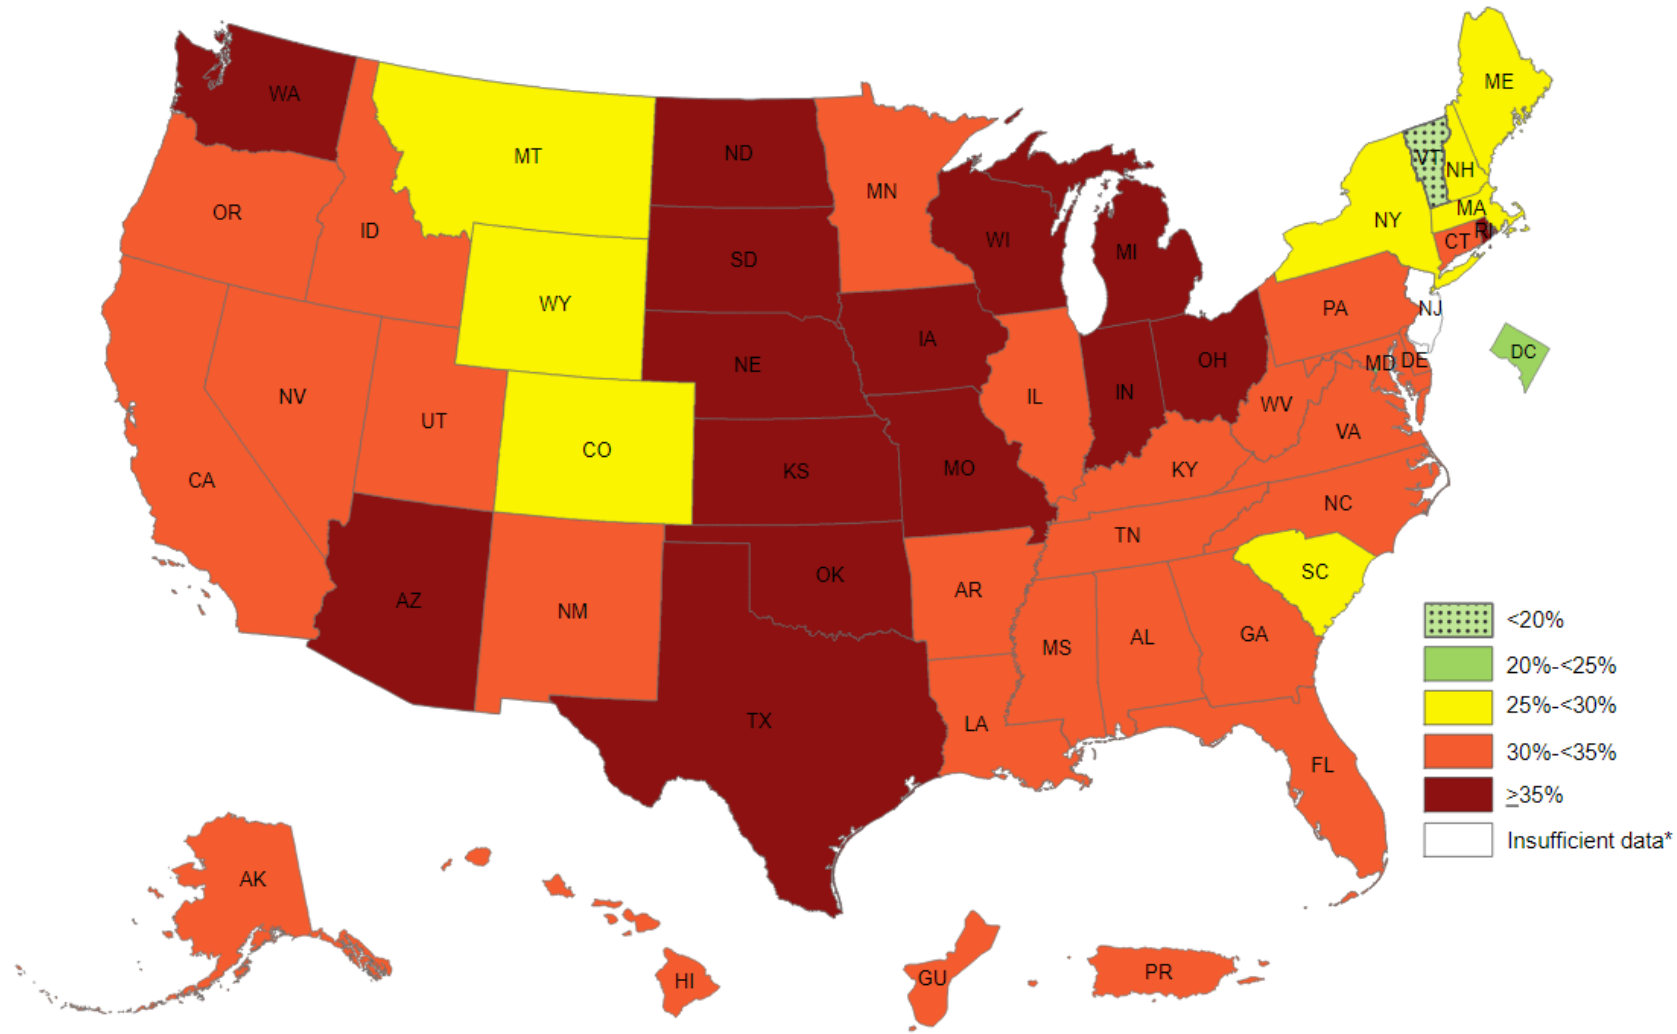 WA
MT
ND
MN
ME
VT
NH
OR
ID
SD
WI
MI
NY
MA
CT
RI
WY
IA
PA
NJ
NE
OH
MD
DE
DC
NV
UT
CO
IL
IN
WV
VA
CA
KS
MO
KY
NC
TN
AZ
NM
OK
AR
SC
MS
AL
GA
TX
LA
FL
AK
HI
GU
PR
<20%
20%-<25%
25%-<30%
30%-<35%
≥35%
Insufficient data*